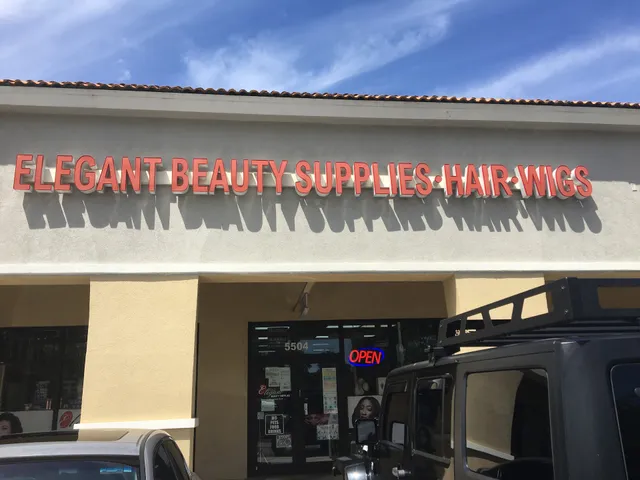 ELEGANT BEAUTY SUPPLIES·HAIR·WIGS
5504
OPEN